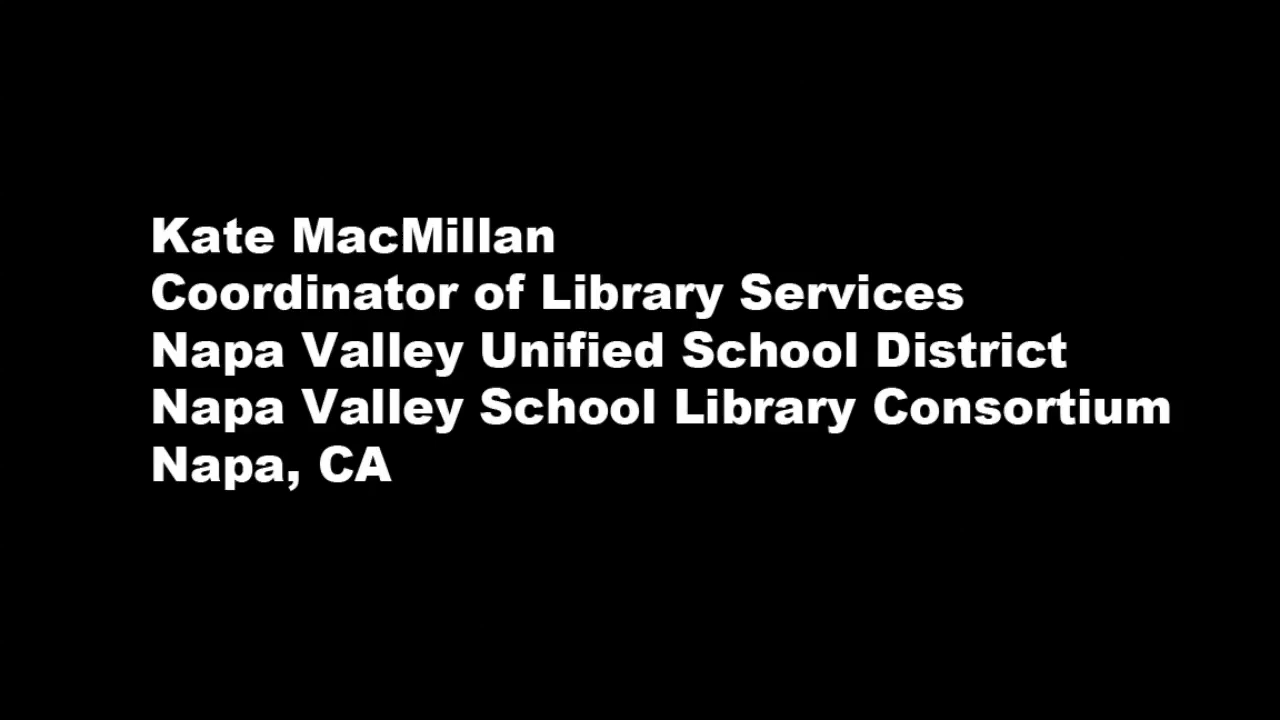 Kate MacMillan
Coordinator of Library Services
Napa Valley Unified School District
Napa Valley School Library Consortium
Napa, CA